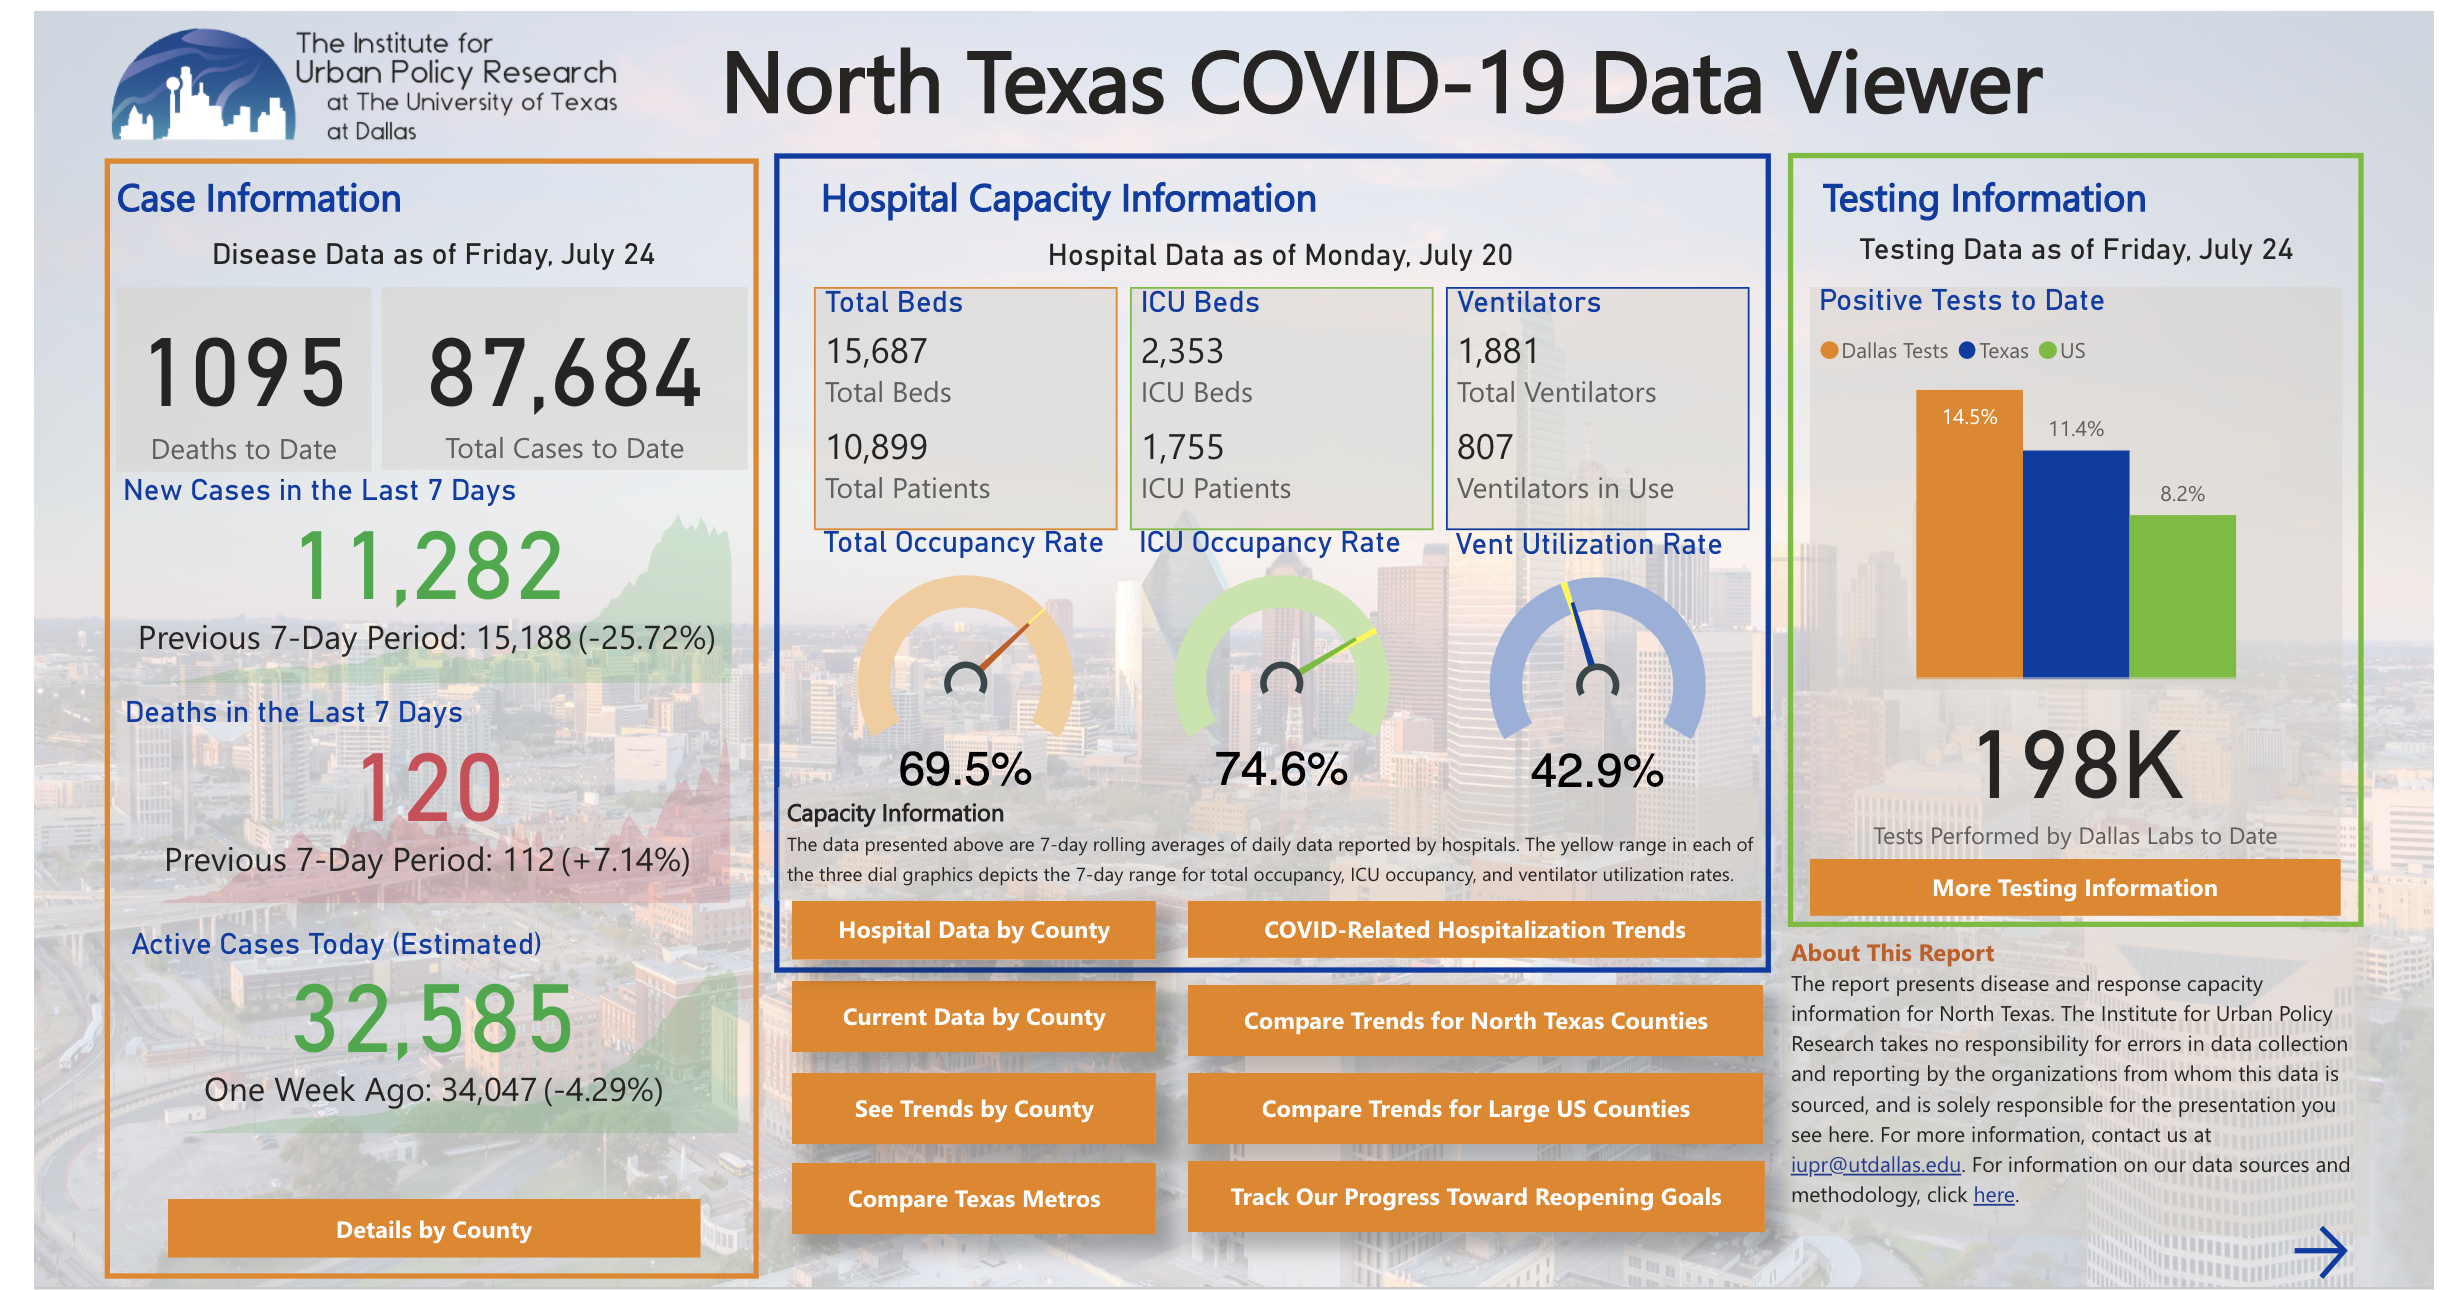 The Institute for
Urban Policy Research
at The University of Texas
at Dallas
North Texas COVID-19 Data Viewer
Case Information
Disease Data as of Friday, July 24
1095
Deaths to Date
87,684
Total Cases to Date
New Cases in the Last 7 Days
11,282
Previous 7-Day Period: 15,188 (-25.72%)
Deaths in the Last 7 Days
120
Previous 7-Day Period: 112 (+7.14%)
Active Cases Today (Estimated)
32,585
One Week Ago: 34,047 (-4.29%)
Details by County
Hospital Capacity Information
Hospital Data as of Monday, July 20
Total Beds
15,687
Total Beds
10,899
Total Patients
ICU Beds
2,353
ICU Beds
1,755
ICU Patients
Ventilators
1,881
Total Ventilators
807
Ventilators in Use
Total Occupancy Rate
69.5%
ICU Occupancy Rate
74.6%
Vent Utilization Rate
42.9%
Capacity Information
The data presented above are 7-day rolling averages of daily data reported by hospitals. The yellow range in each of
the three dial graphics depicts the 7-day range for total occupancy, ICU occupancy, and ventilator utilization rates.
Hospital Data by County
COVID-Related Hospitalization Trends
Current Data by County
Compare Trends for North Texas Counties
See Trends by County
Compare Trends for Large US Counties
Compare Texas Metros
Track Our Progress Toward Reopening Goals
Testing Information
Testing Data as of Friday, July 24
Positive Tests to Date
Dallas Tests Texas US
14.5%
11.4%
8.2%
198K
Tests Performed by Dallas Labs to Date
More Testing Information
About This Report
The report presents disease and response capacity
information for North Texas. The Institute for Urban Policy
Research takes no responsibility for errors in data collection
and reporting by the organizations from whom this data is
sourced, and is solely responsible for the presentation you
see here. For more information, contact us at
iupr@utdallas.edu. For information on our data sources and
methodology, click here.